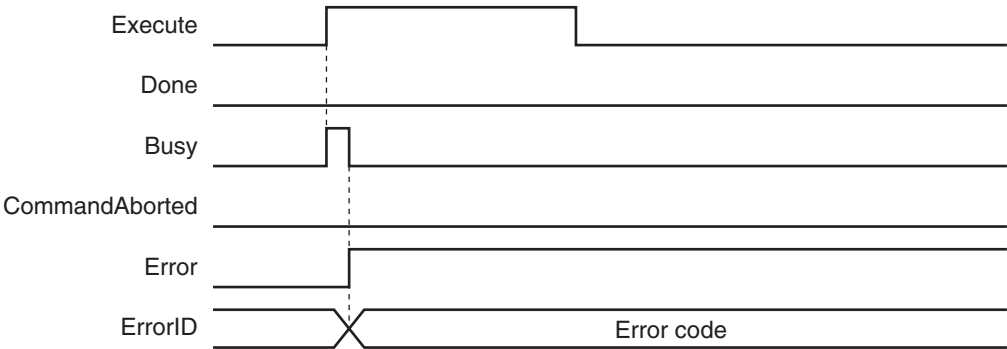 Execute
Done
Busy
CommandAborted
Error
ErrorID
Error code